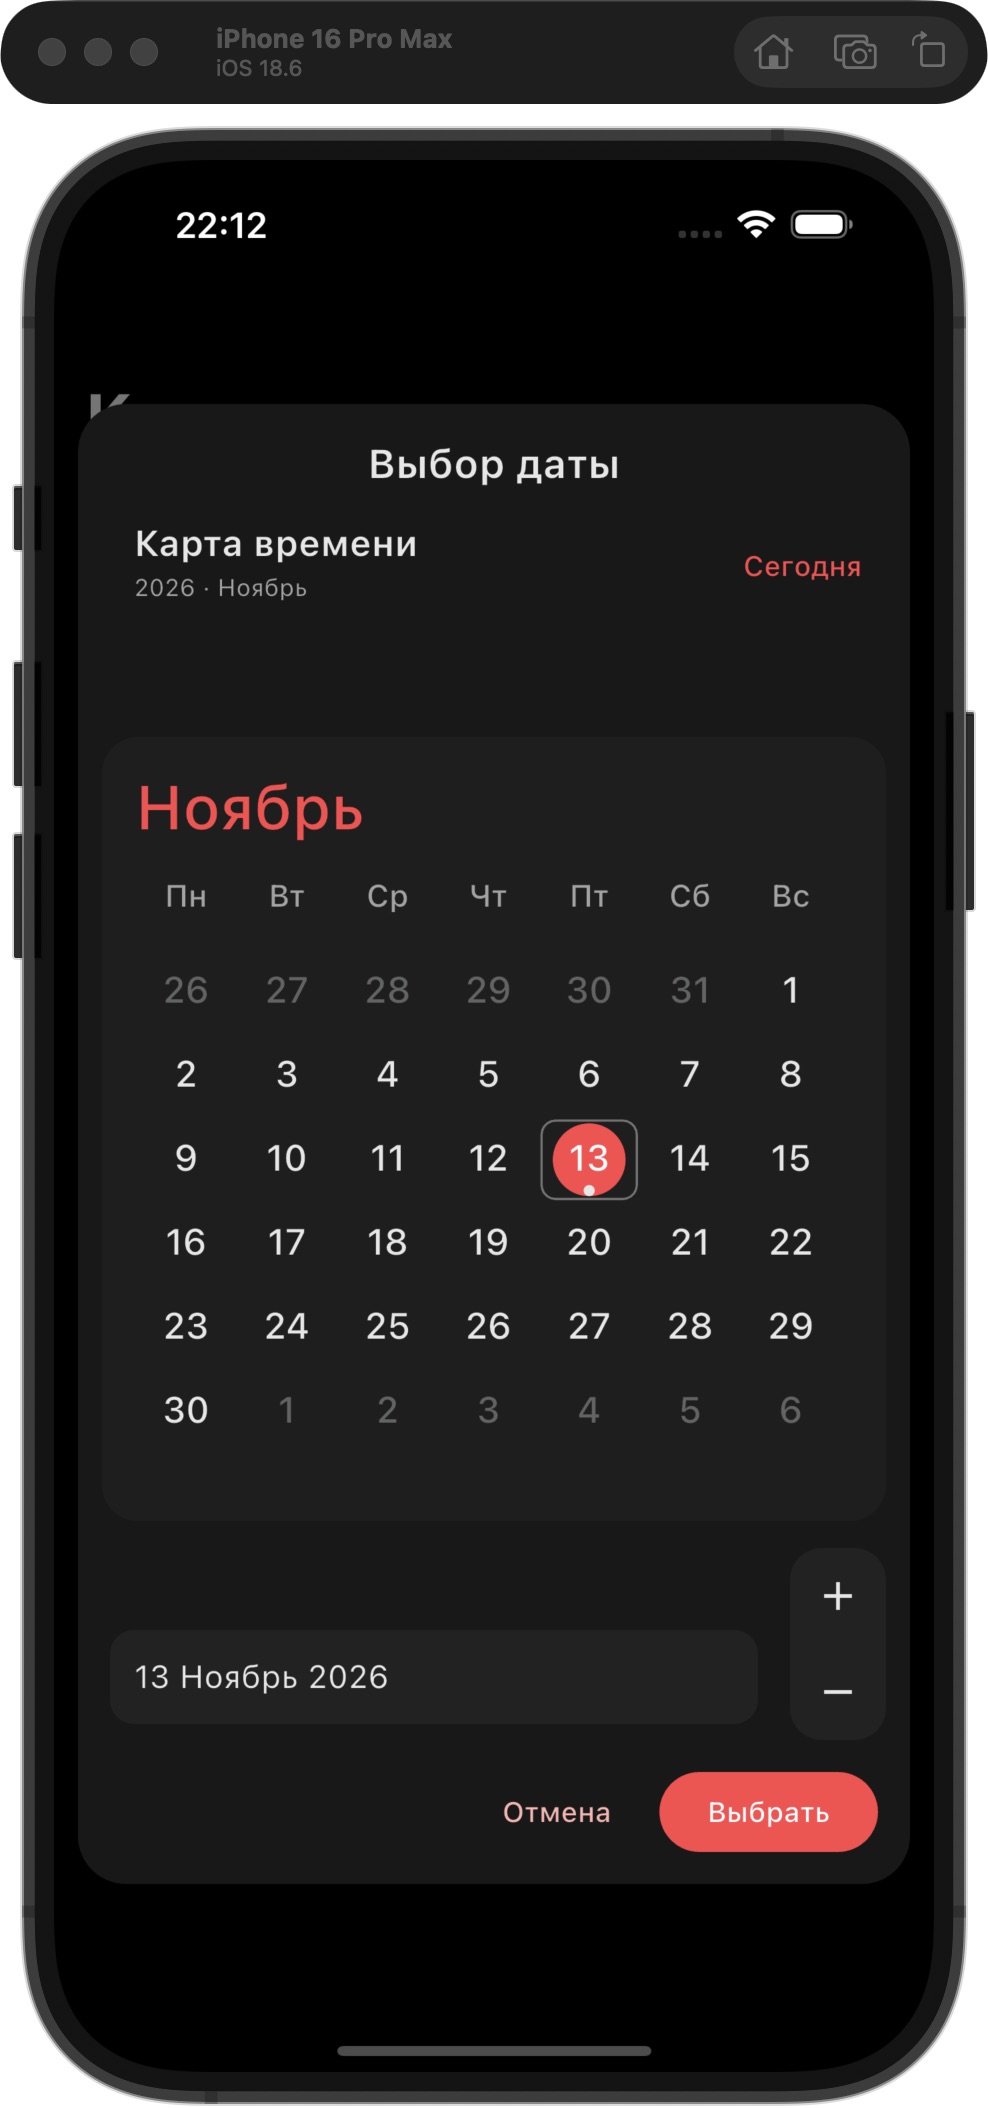 iPhone 16 Pro Max
iOS 18.6
22:12
Выбор даты
Карта времени
2026 · Ноябрь
Сегодня
Ноябрь
Пн Вт Ср Чт Пт Сб Вс
26 27 28 29 30 31 1
2 3 4 5 6 7 8
9 10 11 12 13 14 15
16 17 18 19 20 21 22
23 24 25 26 27 28 29
30 1 2 3 4 5 6
+
13 Ноябрь 2026
−
Отмена Выбрать